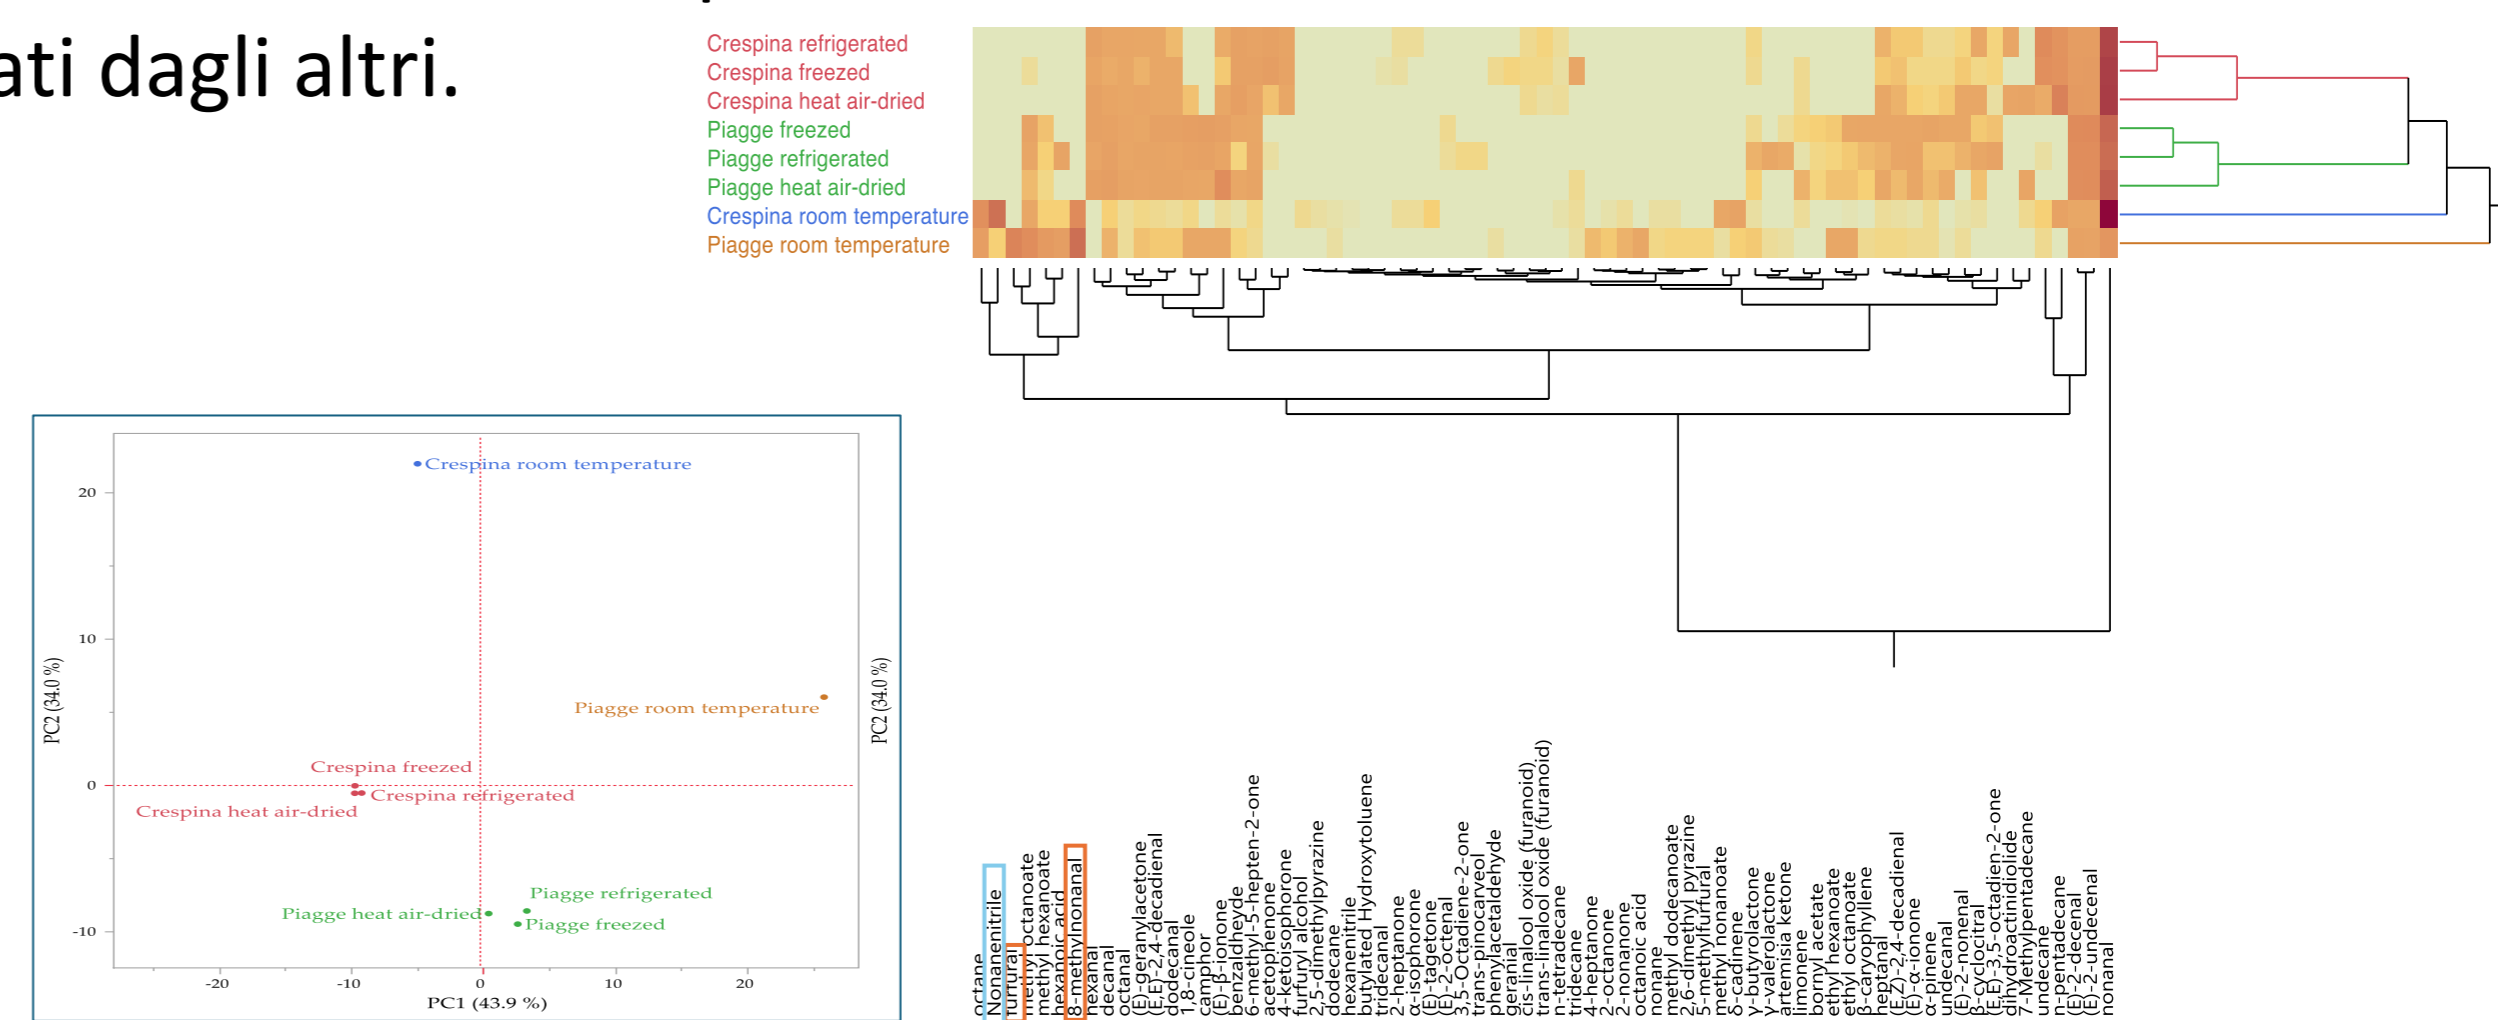 ati dagli altri.
Crespina refrigerated
Crespina freezed
Crespina heat air-dried
Piagge freezed
Piagge refrigerated
Piagge heat air-dried
Crespina room temperature
Piagge room temperature
20
10
0
-10
PC2 (34.0 %)
Crespina room temperature
Piagge room temperature
Crespina freezed
Crespina refrigerated
Crespina heat air-dried
Piagge refrigerated
Piagge heat air-dried
Piagge freezed
PC2 (34.0 %)
-20
-10
0
10
20
PC1 (43.9 %)
octane
Nonanenitrile
furfural
methyl octanoate
methyl hexanoate
hexanoic acid
8-methylnonanal
hexanal
decanal
octanal
(E)-geranylacetone
(E,E)-2,4-decadienal
dodecanal
1,8-cineole
camphor
(E)-β-ionone
benzaldheyde
6-methyl-5-hepten-2-one
acetophenone
4-ketoisophorone
furfuryl alcohol
2,5-dimethylpyrazine
dodecane
hexanenitrile
butylated Hydroxytoluene
tridecanal
2-heptanone
α-isophorone
(E)-tagetone
(E)-2-octenal
3,5-Octadiene-2-one
trans-pinocarveol
phenylacetaldehyde
geranial
cis-linalool oxide (furanoid)
trans-linalool oxide (furanoid)
n-tetradecane
tridecane
4-heptanone
2-octanone
2-nonanone
octanoic acid
nonane
methyl dodecanoate
2,6-dimethyl pyrazine
5-methylfurfural
methyl nonanoate
δ-cadinene
γ-butyrolactone
γ-valerolactone
artemisia ketone
limonene
bornyl acetate
ethyl hexanoate
ethyl octanoate
β-caryophyllene
heptanal
(E,Z)-2,4-decadienal
(E)-α-ionone
α-pinene
undecanal
(E)-2-nonenal
β-cyclocitral
(E,E)-3,5-octadien-2-one
dihydroactinidiolide
7-Methylpentadecane
undecane
n-pentadecane
(E)-2-decenal
(E)-2-undecenal
nonanal